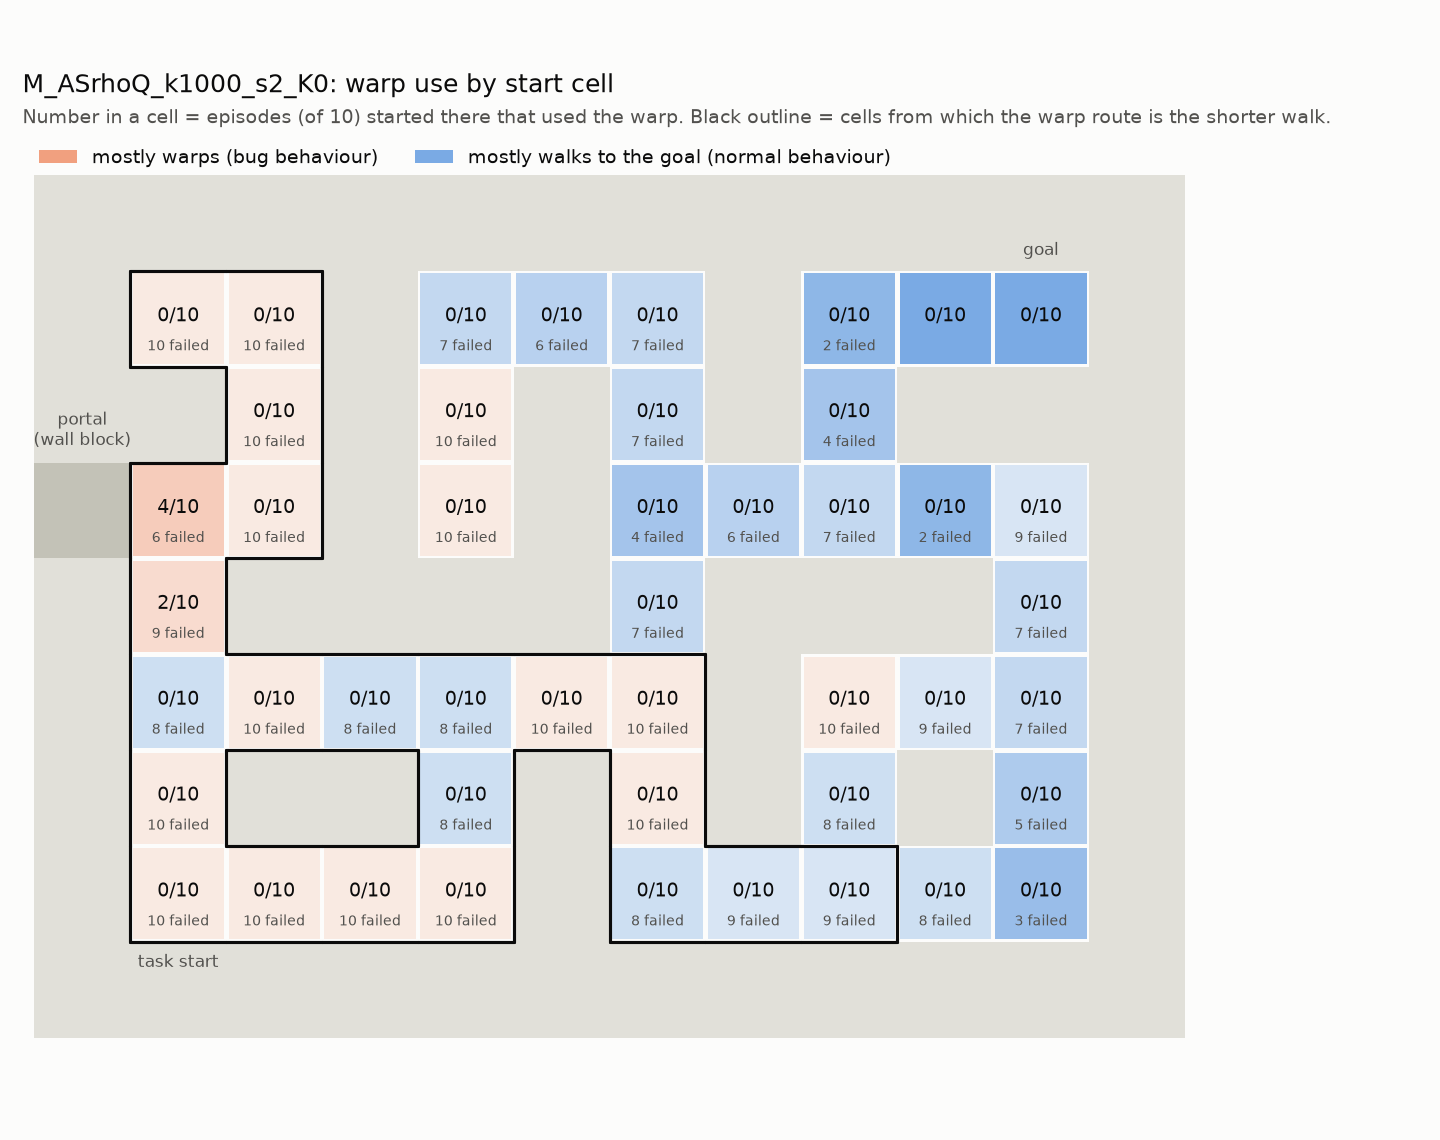 M_ASrhoQ_k1000_s2_K0: warp use by start cell
Number in a cell = episodes (of 10) started there that used the warp. Black outline = cells from which the warp route is the shorter walk.
mostly warps (bug behaviour) mostly walks to the goal (normal behaviour)
goal
0/10 0/10 0/10 0/10 0/10 0/10 0/10 0/10
10 failed 10 failed 7 failed 6 failed 7 failed 2 failed
0/10 0/10 0/10 0/10
portal
(wall block)
10 failed 10 failed 7 failed 4 failed
4/10 0/10 0/10 0/10 0/10 0/10 0/10 0/10
6 failed 10 failed 10 failed 4 failed 6 failed 7 failed 2 failed 9 failed
2/10 0/10 0/10
9 failed 7 failed 7 failed
0/10 0/10 0/10 0/10 0/10 0/10 0/10 0/10 0/10
8 failed 10 failed 8 failed 8 failed 10 failed 10 failed 10 failed 9 failed 7 failed
0/10 0/10 0/10 0/10 0/10
10 failed 8 failed 10 failed 8 failed 5 failed
0/10 0/10 0/10 0/10 0/10 0/10 0/10 0/10 0/10
10 failed 10 failed 10 failed 10 failed 8 failed 9 failed 9 failed 8 failed 3 failed
task start